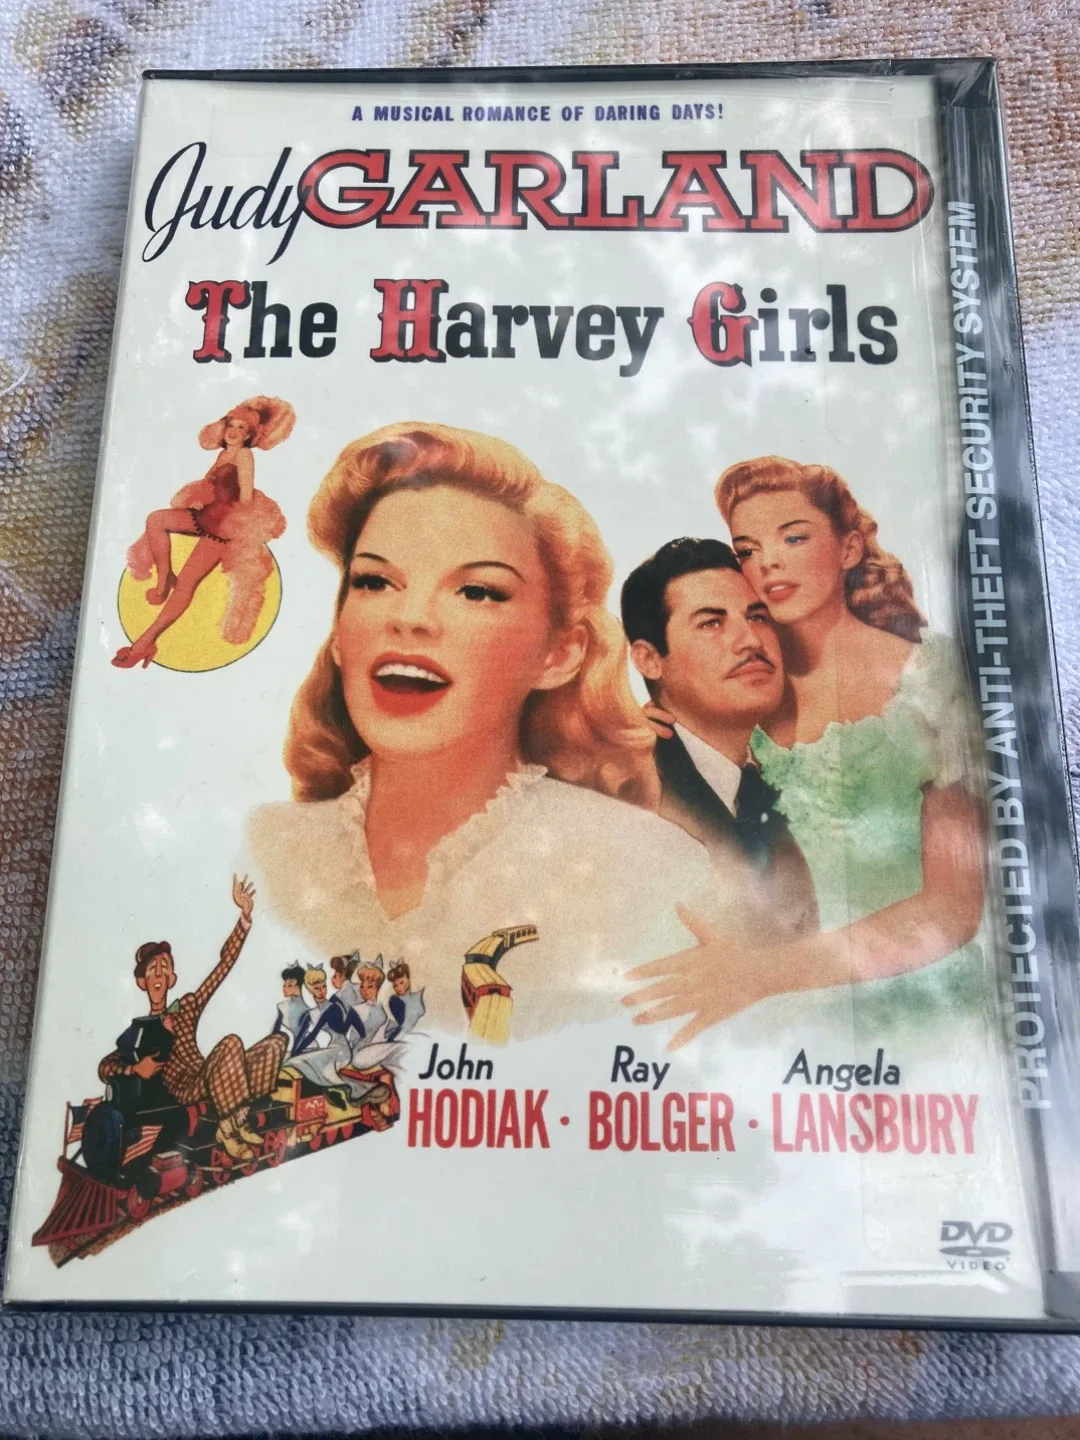 A MUSICAL ROMANCE OF DARING DAYS!
Judy GARLAND
The Harvey Girls
John Ray Angela
HODIAK · BOLGER · LANSBURY
DVD
VIDEO
PROTECTED BY ANTI-THEFT SECURITY SYSTEM